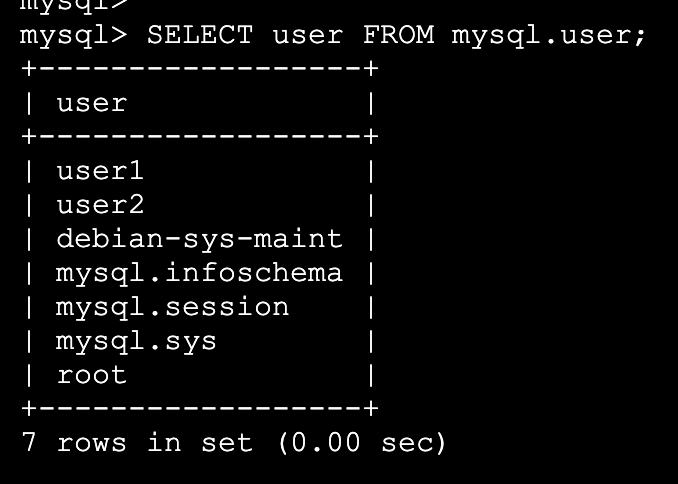 mysql>
mysql> SELECT user FROM mysql.user;
+------------------+
| user             |
+------------------+
| user1            |
| user2            |
| debian-sys-maint |
| mysql.infoschema |
| mysql.session    |
| mysql.sys        |
| root             |
+------------------+
7 rows in set (0.00 sec)